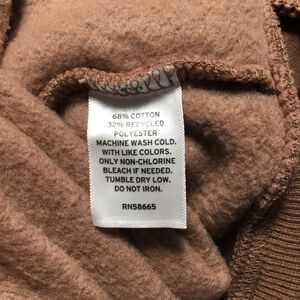 68% COTTON
32% RECYCLED
POLYESTER
MACHINE WASH COLD.
WITH LIKE COLORS.
ONLY NON-CHLORINE
BLEACH IF NEEDED.
TUMBLE DRY LOW.
DO NOT IRON.
RN58665